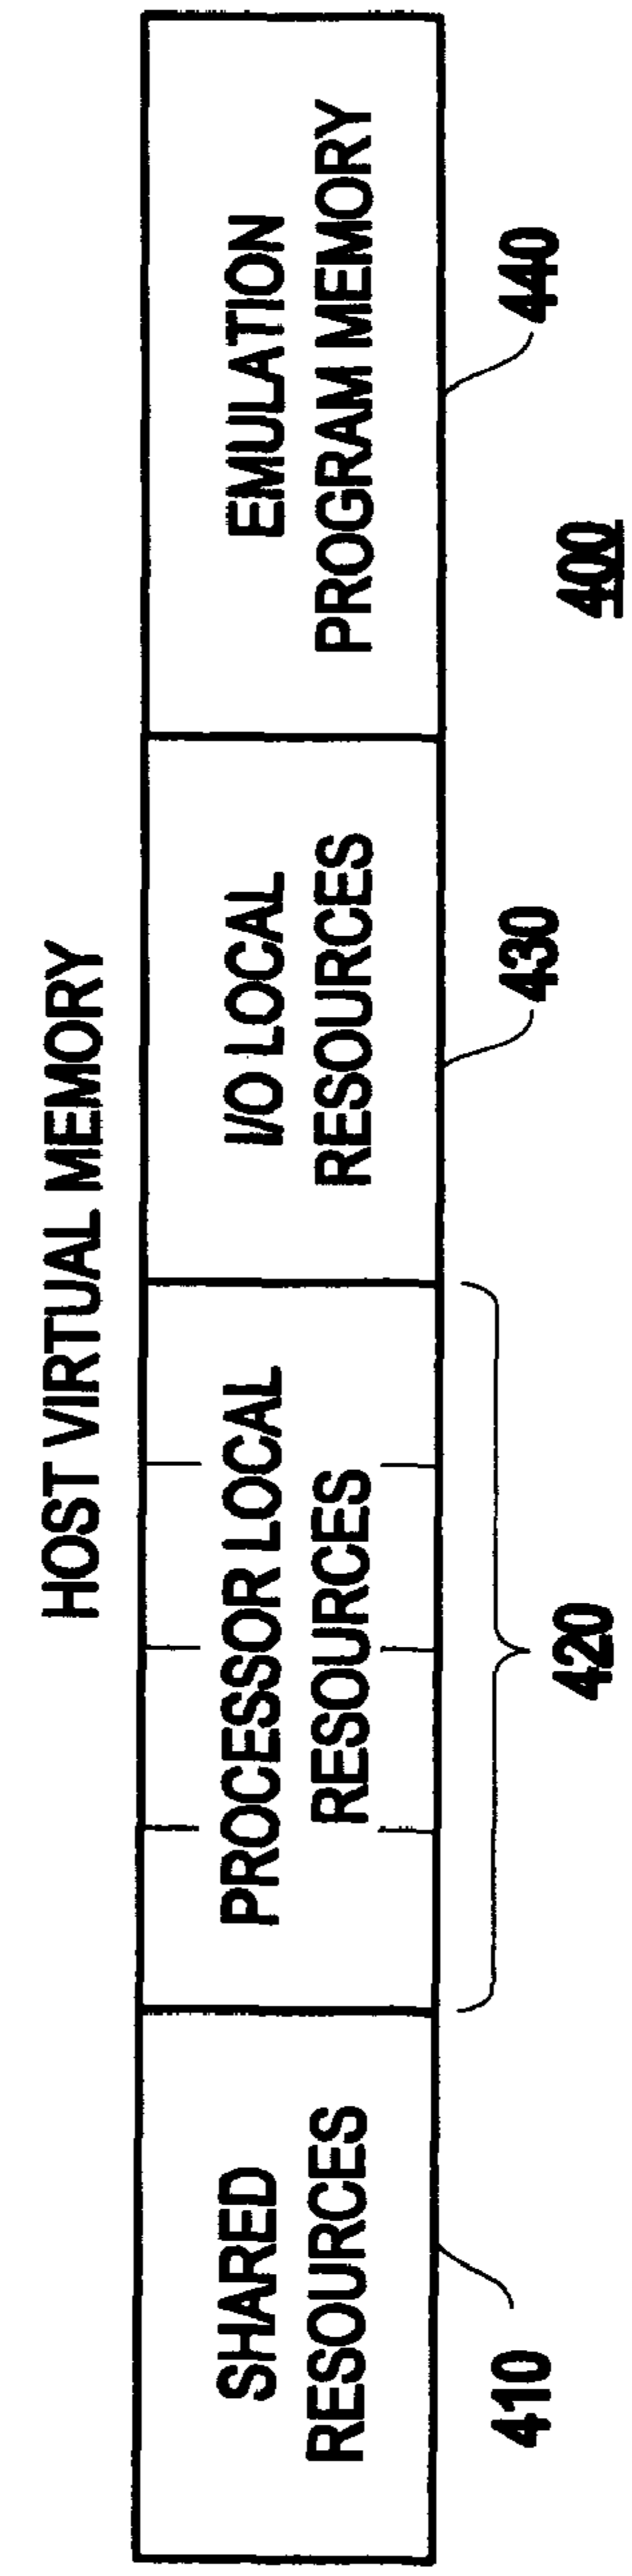 HOST VIRTUAL MEMORY
SHARED
RESOURCES
PROCESSOR LOCAL
RESOURCES
I/O LOCAL
RESOURCES
EMULATION
PROGRAM MEMORY
410
420
430
440
400